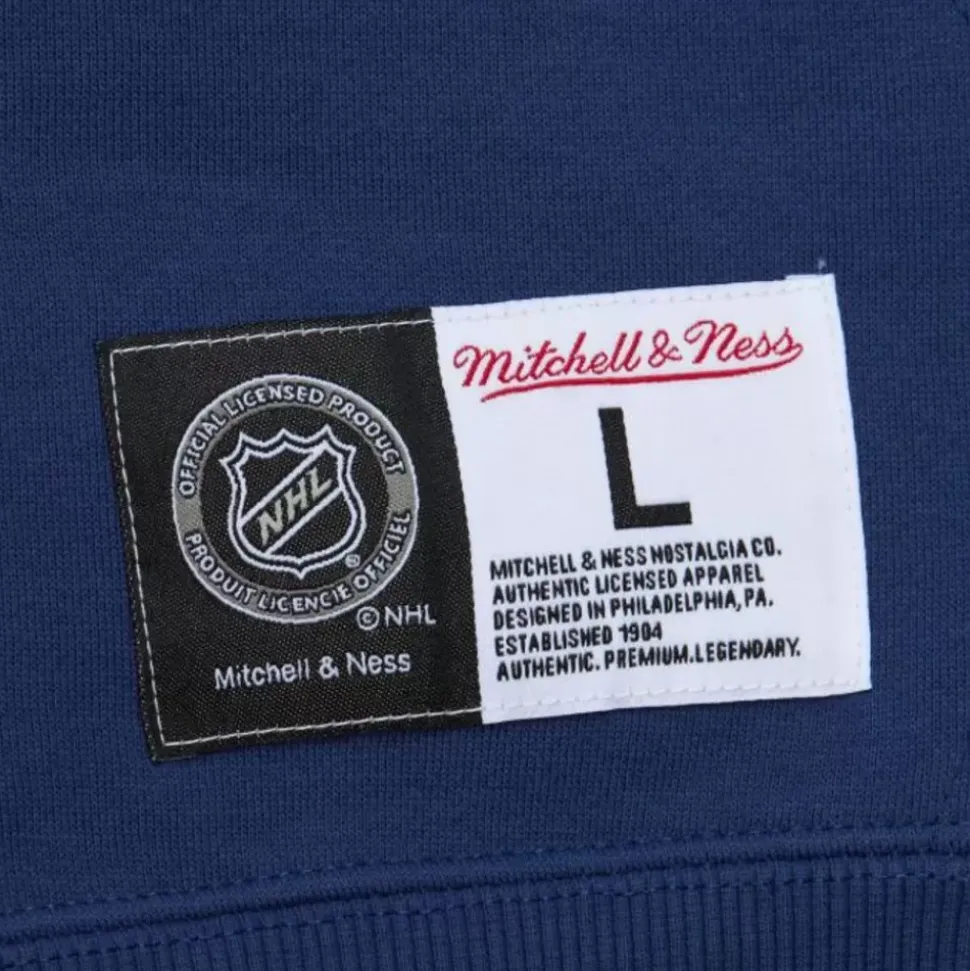 OFFICIAL LICENSED PRODUCT
NHL
®
PRODUIT LICENCIE OFFICIEL
© NHL
Mitchell & Ness
Mitchell & Ness
L
MITCHELL & NESS NOSTALGIA CO.
AUTHENTIC LICENSED APPAREL
DESIGNED IN PHILADELPHIA, PA.
ESTABLISHED 1904
AUTHENTIC. PREMIUM. LEGENDARY.